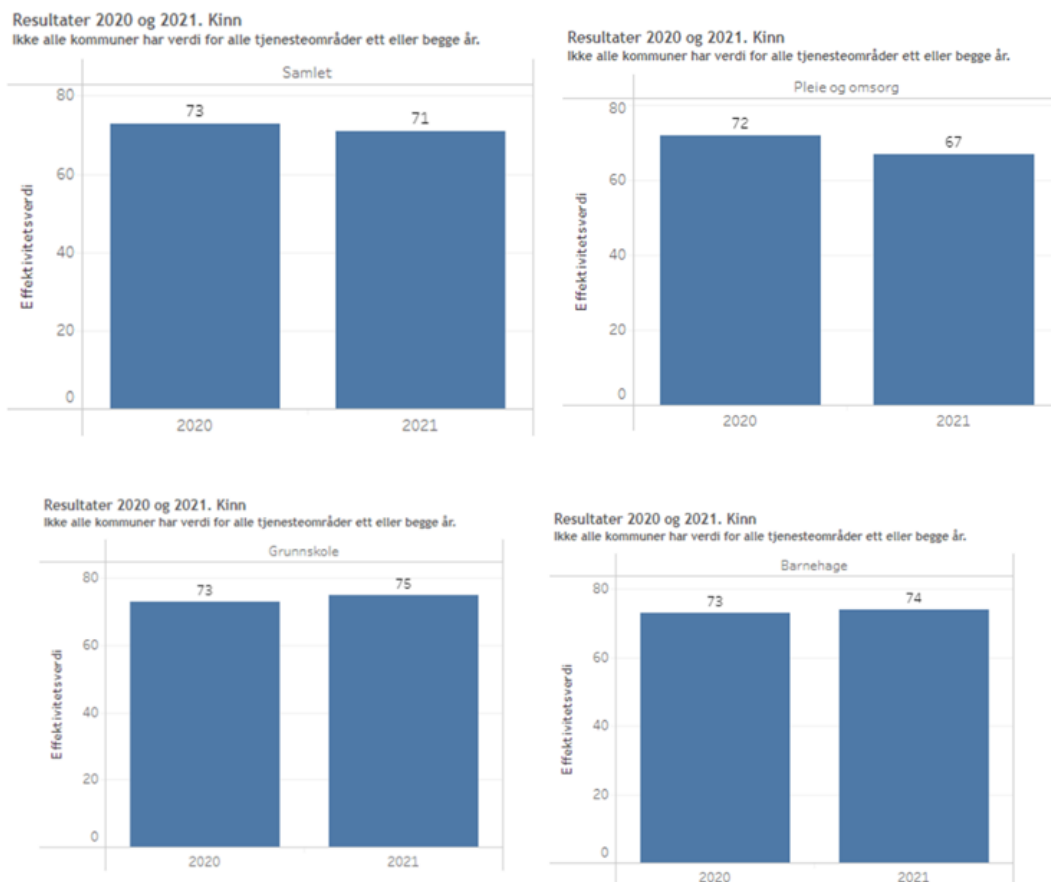 Resultater 2020 og 2021. Kinn
Ikke alle kommuner har verdi for alle tjenesteområder ett eller begge år.
Samlet
80
60
40
20
0
Effektivitetsverdi
73
71
2020
2021
Resultater 2020 og 2021. Kinn
Ikke alle kommuner har verdi for alle tjenesteområder ett eller begge år.
Pleie og omsorg
80
60
40
20
0
Effektivitetsverdi
72
67
2020
2021
Resultater 2020 og 2021. Kinn
Ikke alle kommuner har verdi for alle tjenesteområder ett eller begge år.
Grunnskole
80
60
40
20
0
Effektivitetsverdi
73
75
2020
2021
Resultater 2020 og 2021. Kinn
Ikke alle kommuner har verdi for alle tjenesteområder ett eller begge år.
Barnehage
80
60
40
20
0
Effektivitetsverdi
73
74
2020
2021